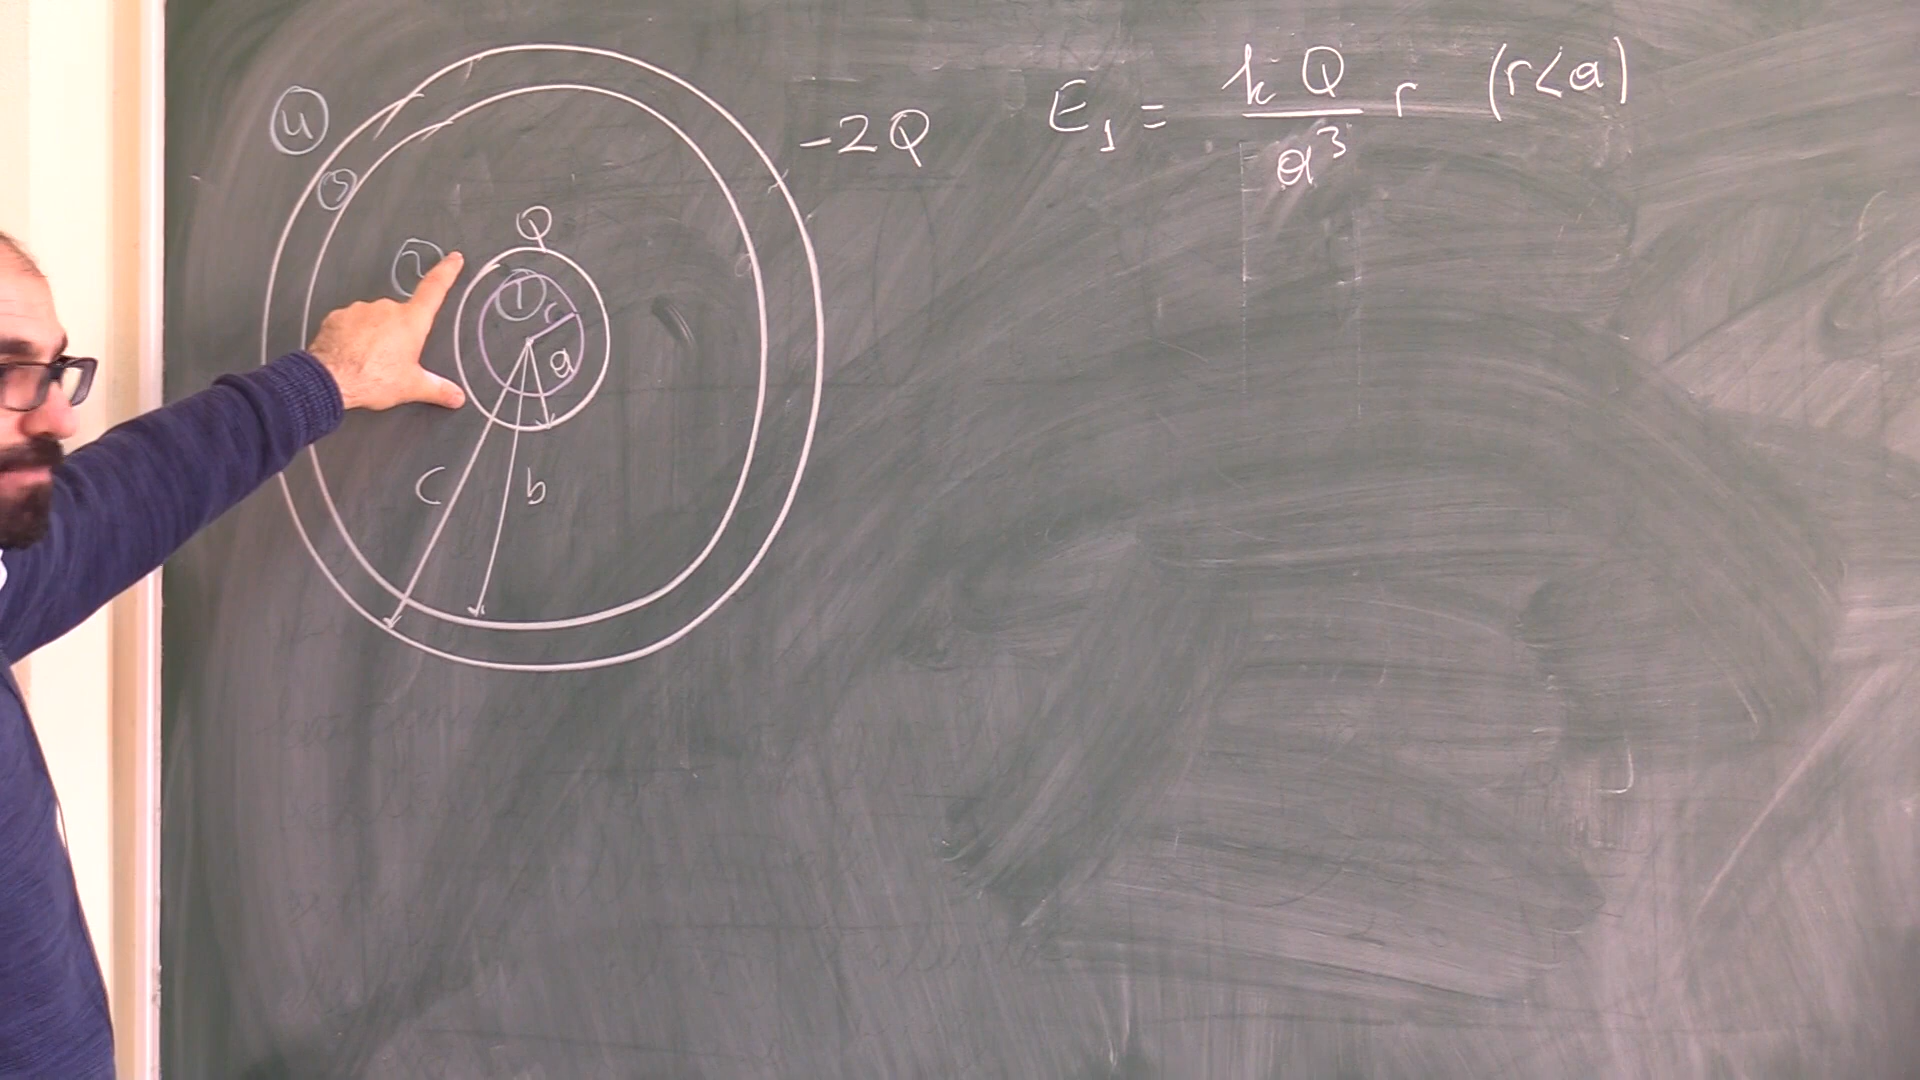 ④
③
②
Q
①
r
a
c
b
-2Q
E₁ = kQ/a³ r (r<a)